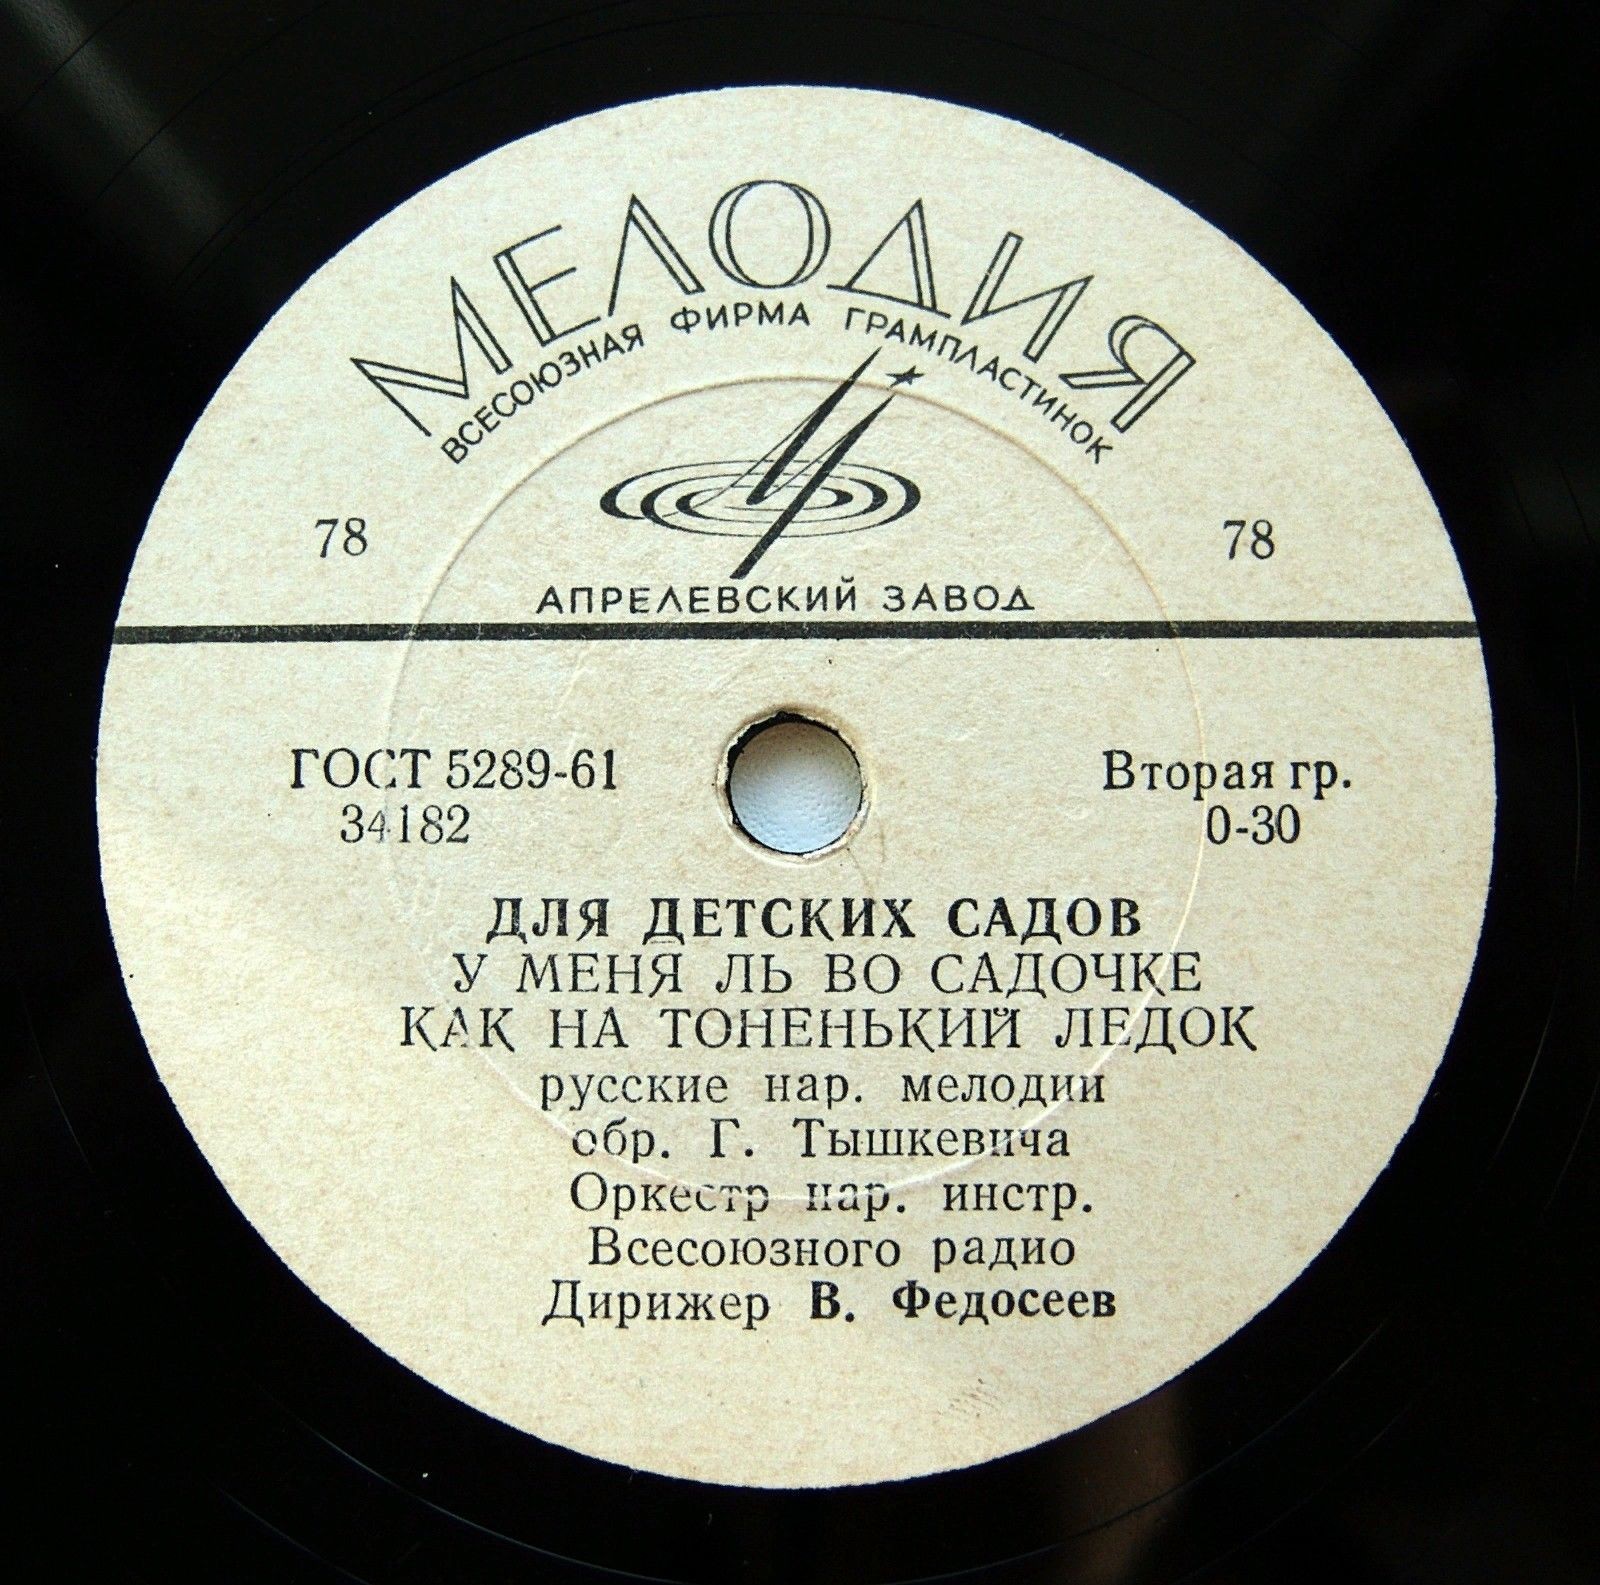 МЕЛОДИЯ
ВСЕСОЮЗНАЯ ФИРМА ГРАМПЛАСТИНОК
78 78
АПРЕЛЕВСКИЙ ЗАВОД
ГОСТ 5289-61 Вторая гр.
34182 0-30
ДЛЯ ДЕТСКИХ САДОВ
У МЕНЯ ЛЬ ВО САДОЧКЕ
КАК НА ТОНЕНЬКИЙ ЛЕДОК
русские нар. мелодии
обр. Г. Тышкевича
Оркестр нар. инстр.
Всесоюзного радио
Дирижер В. Федосеев